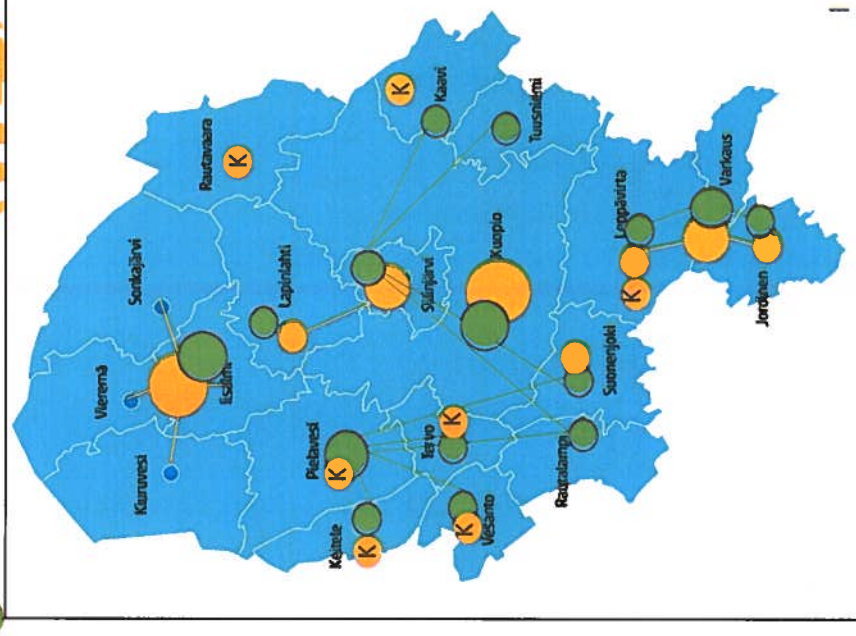 Vieremä
Sonkajärvi
Kiuruvesi
Rautavaara
K
Iisalmi
Lapinlahti
K
Kaavi
Pielavesi
K
Siilinjärvi
Keitele
K
Tuusniemi
Tervo
K
Kuopio
K
Vesanto
Rautalampi
Suonenjoki
Leppävirta
K
Varkaus
Joroinen